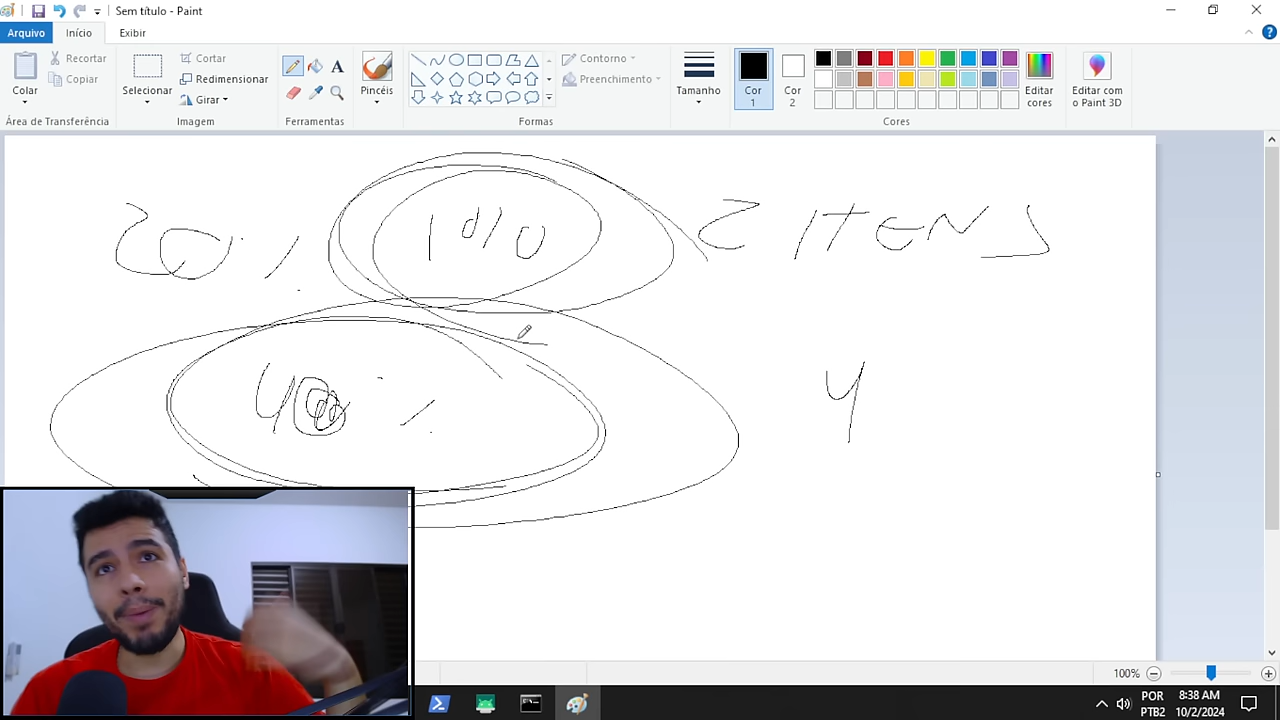 Sem título - Paint
Arquivo Início Exibir
Colar
Recortar
Copiar
Área de Transferência
Selecionar
Cortar
Redimensionar
Girar
Imagem
A
Ferramentas
Pincéis
Contorno
Preenchimento
Formas
Tamanho
Cor 1
Cor 2
Editar cores
Cores
Editar com o Paint 3D
20% 2 ITENS
40% 4
100%
POR
PTB2
8:38 AM
10/2/2024